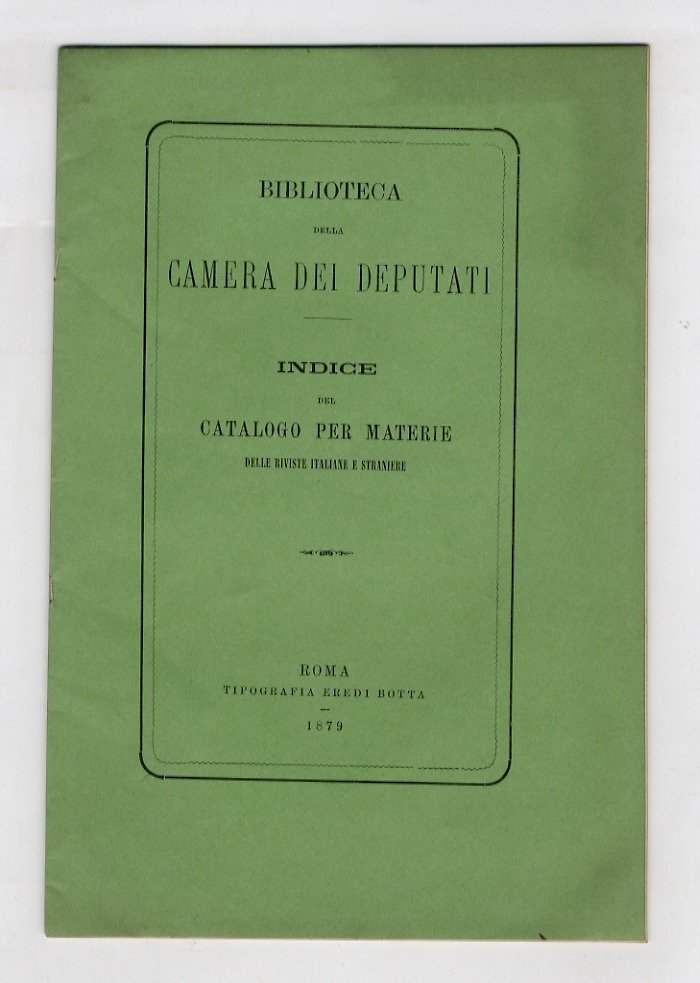 BIBLIOTECA
DELLA
CAMERA DEI DEPUTATI
INDICE
DEL
CATALOGO PER MATERIE
DELLE RIVISTE ITALIANE E STRANIERE
ROMA
TIPOGRAFIA EREDI BOTTA
1879